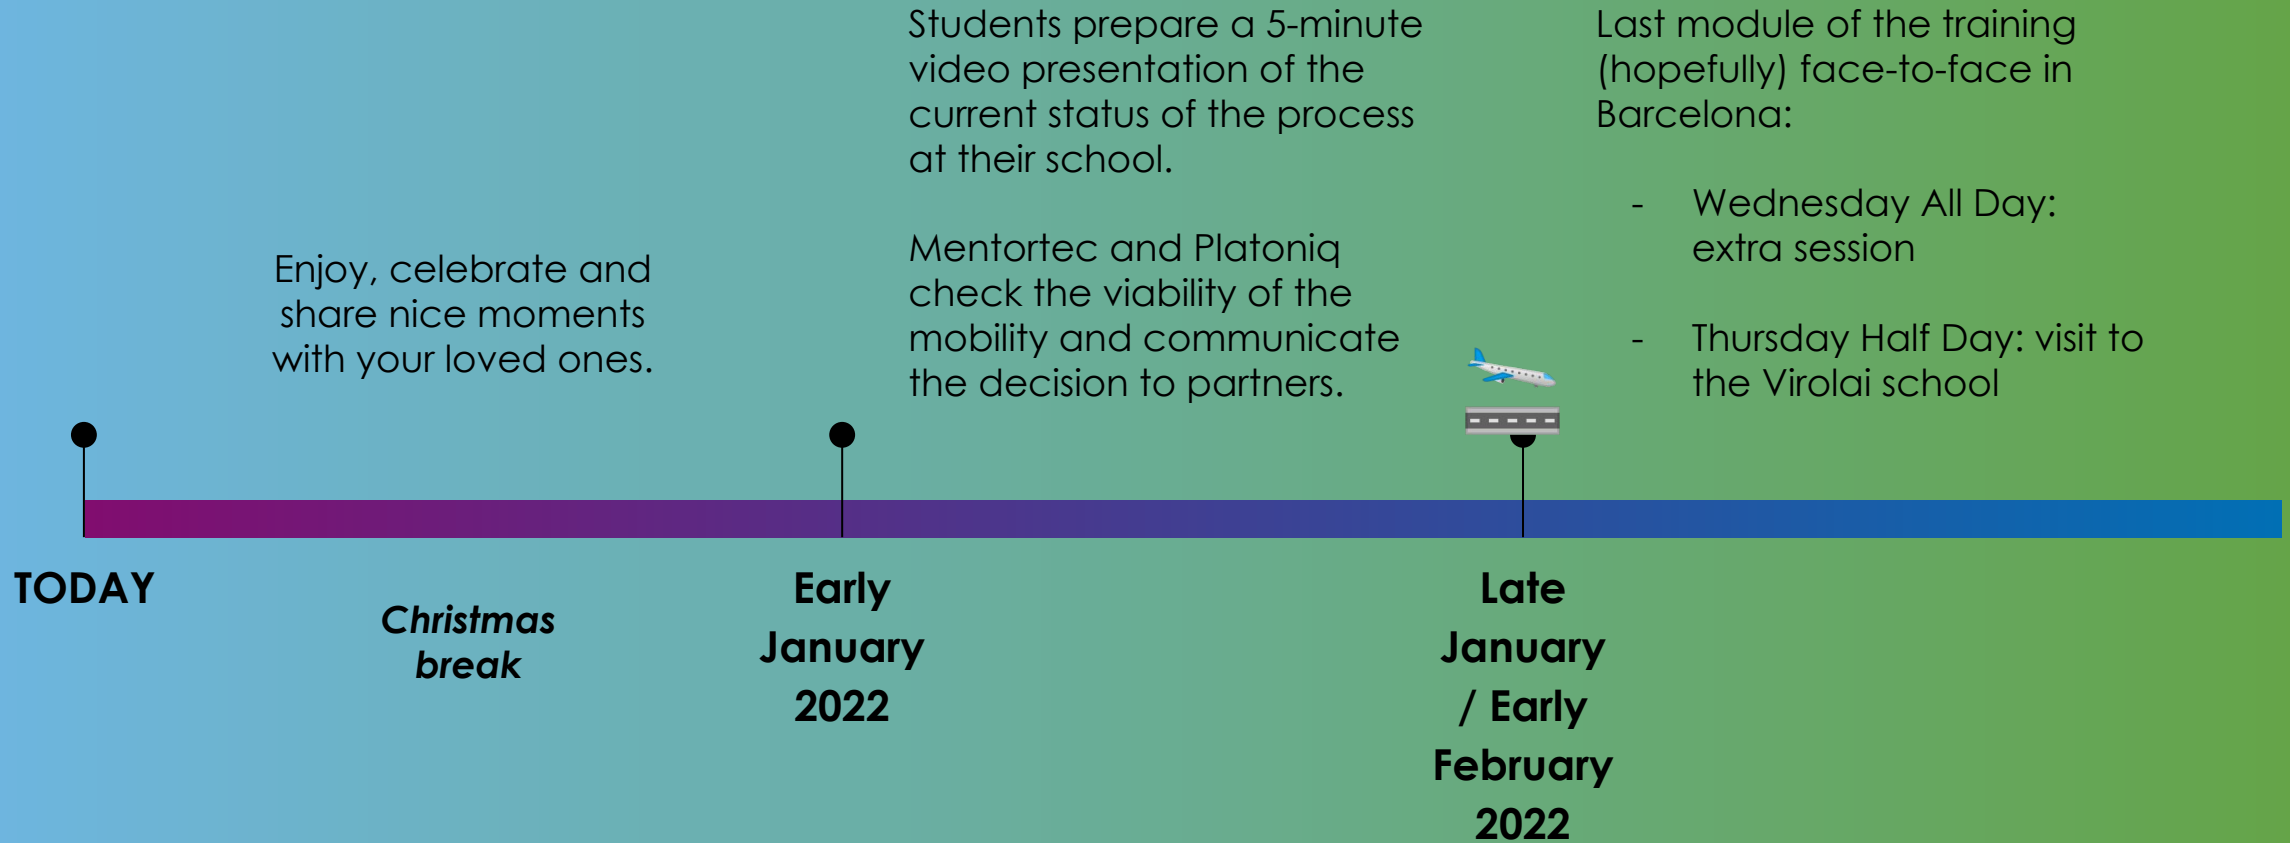 Enjoy, celebrate and
share nice moments
with your loved ones.
Students prepare a 5-minute
video presentation of the
current status of the process
at their school.
Mentortec and Platoniq
check the viability of the
mobility and communicate
the decision to partners.
Last module of the training
(hopefully) face-to-face in
Barcelona:
- Wednesday All Day:
extra session
- Thursday Half Day: visit to
the Virolai school
TODAY
Christmas
break
Early
January
2022
Late
January
/ Early
February
2022